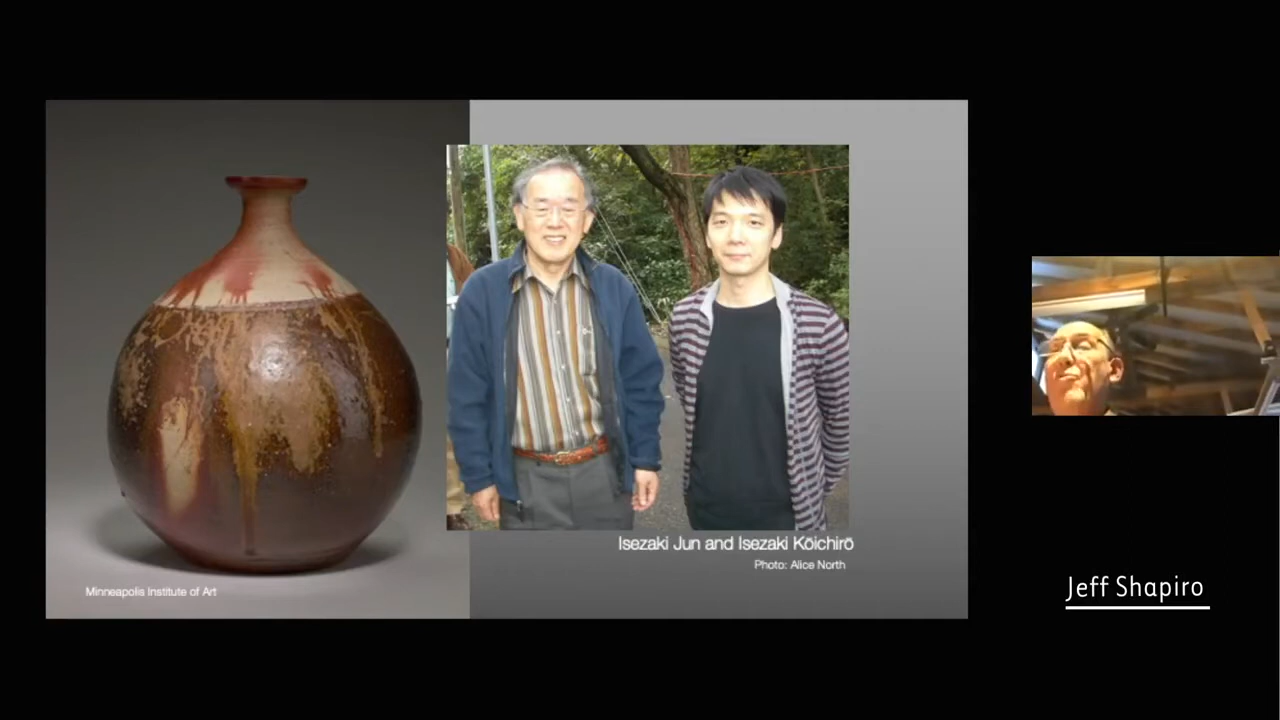 Isezaki Jun and Isezaki Kōichirō
Photo: Alice North
Minneapolis Institute of Art
Jeff Shapiro